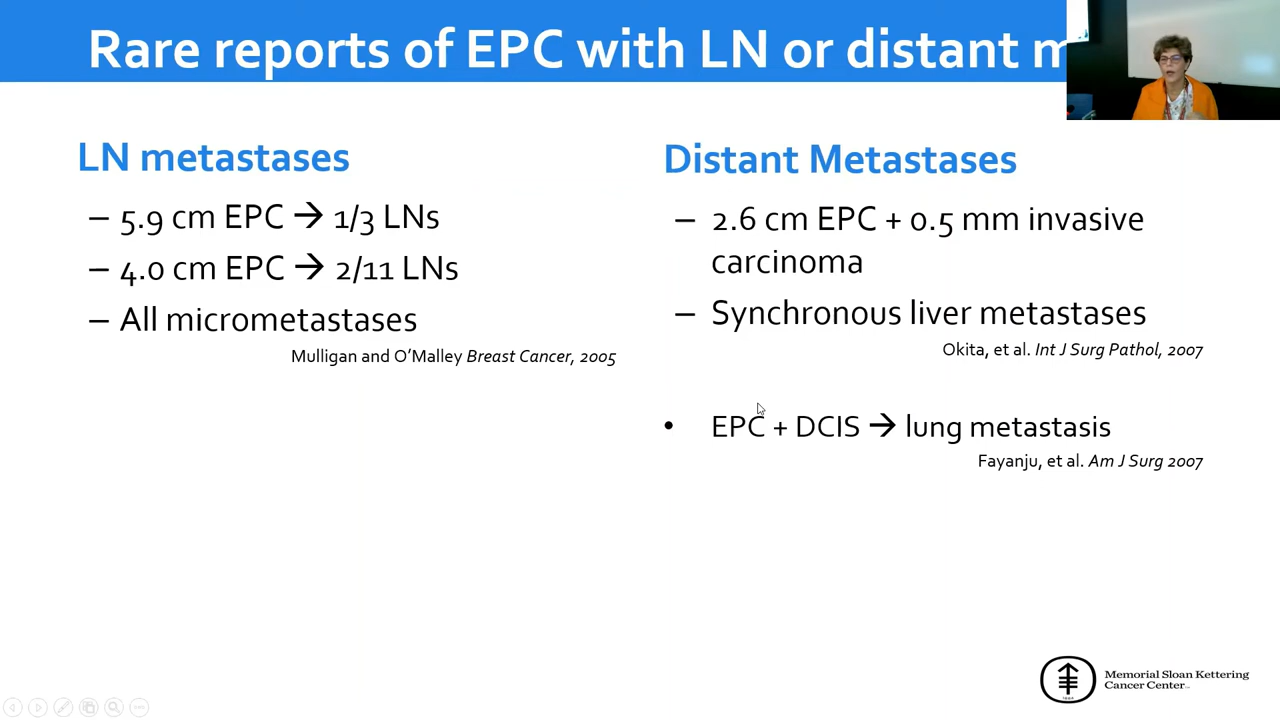 Rare reports of EPC with LN or distant
LN metastases
– 5.9 cm EPC → 1/3 LNs
– 4.0 cm EPC → 2/11 LNs
– All micrometastases
Mulligan and O’Malley Breast Cancer, 2005
Distant Metastases
– 2.6 cm EPC + 0.5 mm invasive
carcinoma
– Synchronous liver metastases
Okita, et al. Int J Surg Pathol, 2007
• EPC + DCIS → lung metastasis
Fayanju, et al. Am J Surg 2007
Memorial Sloan Kettering
Cancer Center